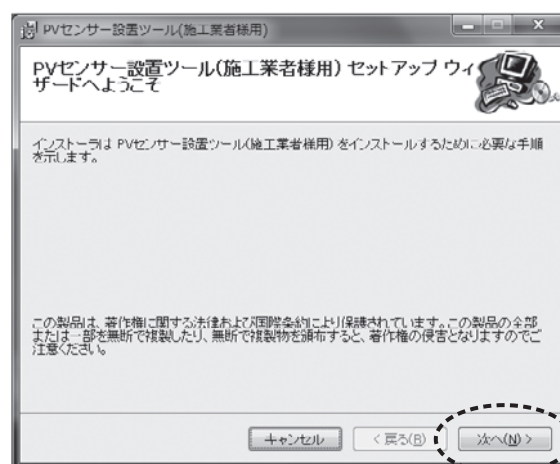 PVセンサー設置ツール(施工業者様用)
PVセンサー設置ツール(施工業者様用) セットアップ ウィ
ザードへようこそ
インストーラは PVセンサー設置ツール(施工業者様用) をインストールするために必要な手順
を示します。
この製品は、著作権に関する法律および国際条約により保護されています。この製品の全部
または一部を無断で複製したり、無断で複製物を頒布すると、著作権の侵害となりますのでご
注意ください。
キャンセル
< 戻る(B)
次へ(N) >